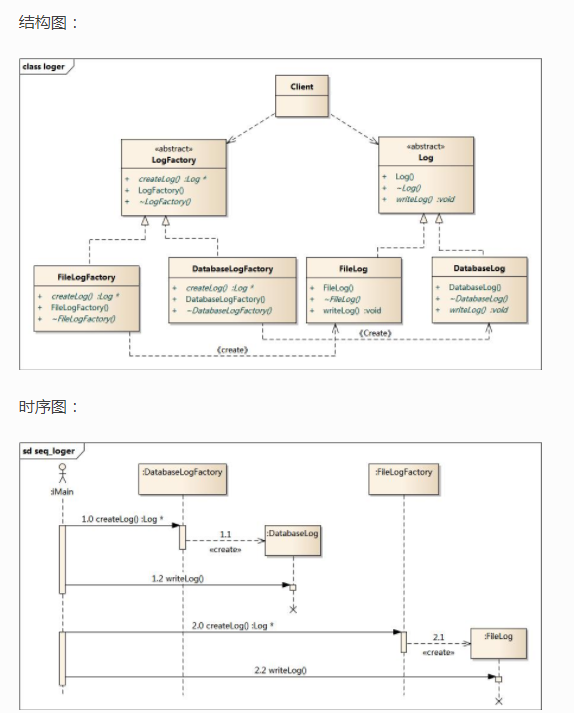 结构图：
class loger
Client
«abstract»
LogFactory
+ createLog() :Log *
+ LogFactory()
+ ~LogFactory()
«abstract»
Log
+ Log()
+ ~Log()
+ writeLog() :void
FileLogFactory
+ createLog() :Log *
+ FileLogFactory()
+ ~FileLogFactory()
DatabaseLogFactory
+ createLog() :Log *
+ DatabaseLogFactory()
+ ~DatabaseLogFactory()
FileLog
+ FileLog()
+ ~FileLog()
+ writeLog() :void
DatabaseLog
+ DatabaseLog()
+ ~DatabaseLog()
+ writeLog() :void
《Create》
《create》
时序图：
sd seq_loger
:DatabaseLogFactory
:FileLogFactory
:iMain
1.0 createLog() :Log *
1.1
«create»
:DatabaseLog
1.2 writeLog()
2.0 createLog() :Log *
2.1
«create»
:FileLog
2.2 writeLog()